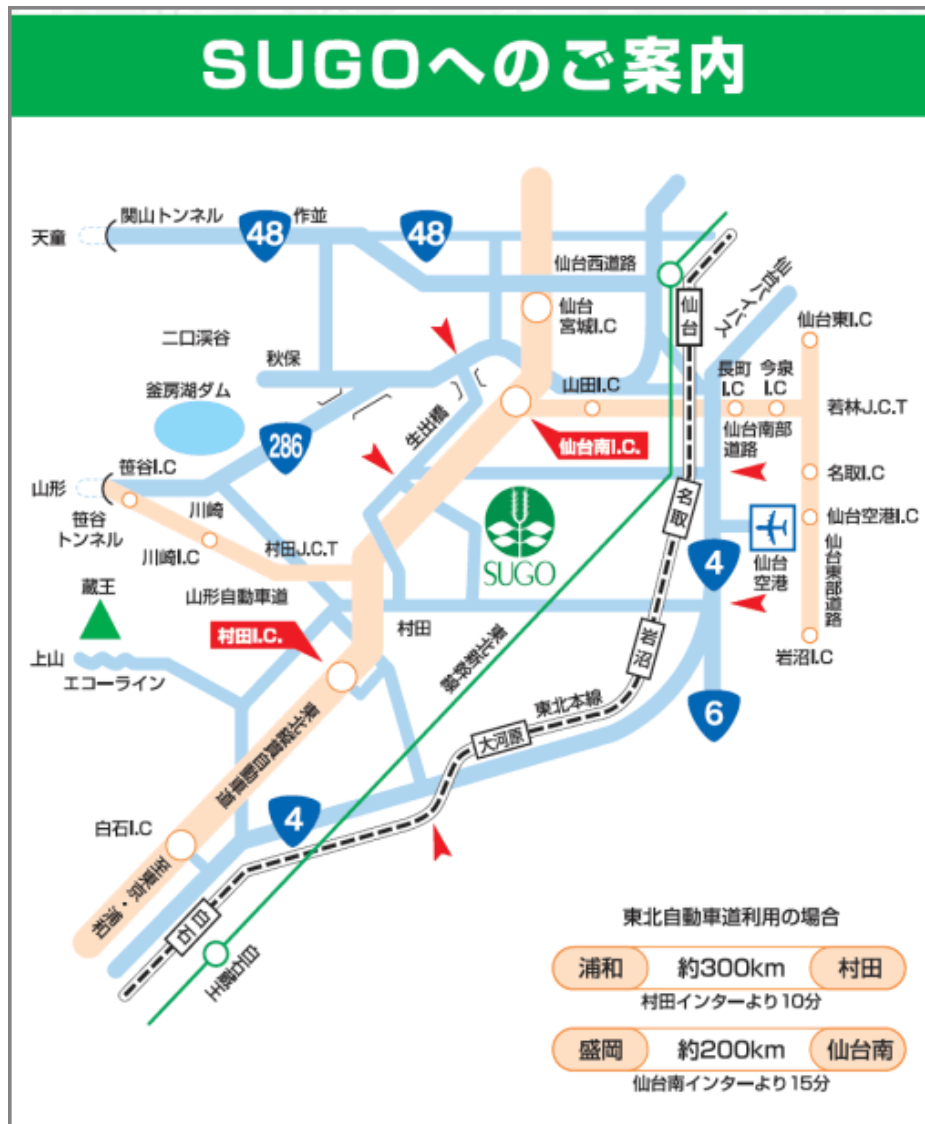 SUGOへのご案内
関山トンネル
作並
天童
48
48
仙台西道路
仙台バイパス
仙台
仙台
宮城I.C
仙台東I.C
二口渓谷
秋保
釜房湖ダム
山田I.C
長町
I.C
今泉
I.C
若林J.C.T
生出橋
仙台南I.C.
仙台南部
道路
286
笹谷I.C
山形
笹谷
トンネル
川崎
川崎I.C
村田J.C.T
名取
名取I.C
仙台空港I.C
SUGO
4
仙台
空港
仙台東部道路
山形自動車道
蔵王
村田I.C.
村田
東北新幹線
岩沼
岩沼I.C
上山
エコーライン
6
東北本線
大河原
東北縦貫自動車道
4
白石I.C
至東京・浦和
白石
白石蔵王
東北自動車道利用の場合
浦和 約300km 村田
村田インターより10分
盛岡 約200km 仙台南
仙台南インターより15分